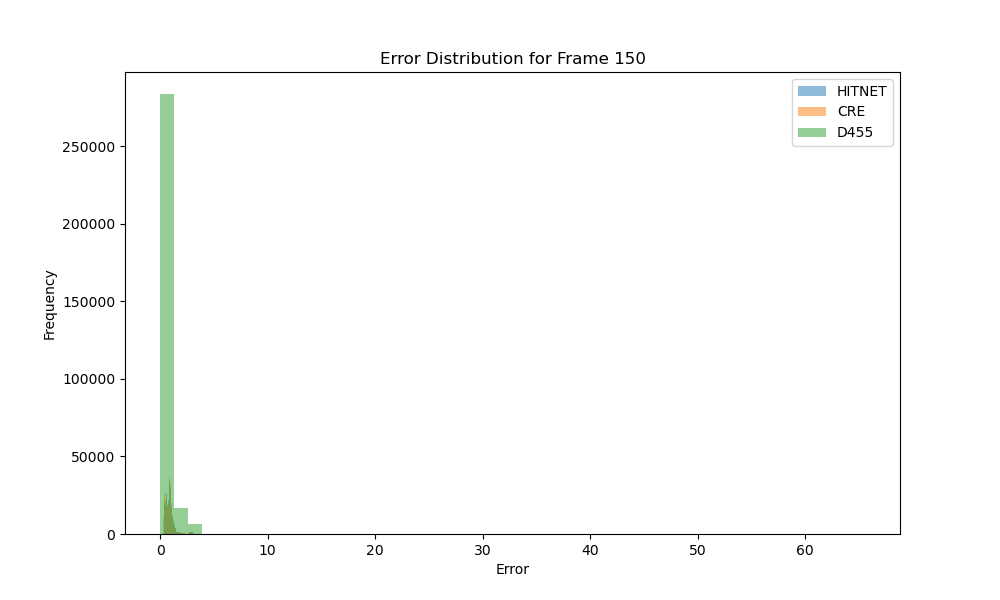 Error Distribution for Frame 150
HITNET
CRE
D455
250000
200000
150000
100000
50000
0
Frequency
0 10 20 30 40 50 60
Error